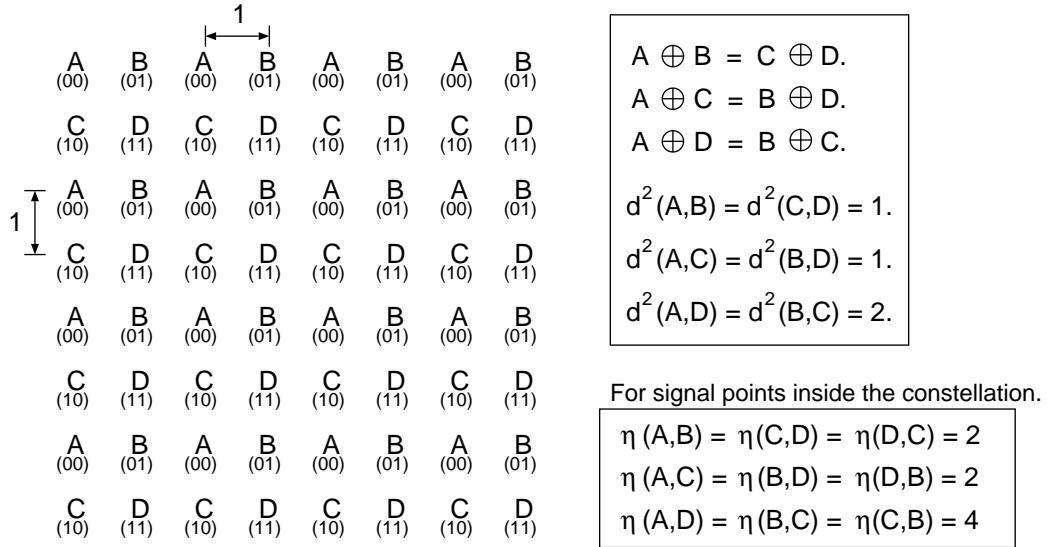 1
A B A B A B A B
(00) (01) (00) (01) (00) (01) (00) (01)
C D C D C D C D
(10) (11) (10) (11) (10) (11) (10) (11)
1
A B A B A B A B
(00) (01) (00) (01) (00) (01) (00) (01)
C D C D C D C D
(10) (11) (10) (11) (10) (11) (10) (11)
A B A B A B A B
(00) (01) (00) (01) (00) (01) (00) (01)
C D C D C D C D
(10) (11) (10) (11) (10) (11) (10) (11)
A B A B A B A B
(00) (01) (00) (01) (00) (01) (00) (01)
C D C D C D C D
(10) (11) (10) (11) (10) (11) (10) (11)
A ⊕ B = C ⊕ D.
A ⊕ C = B ⊕ D.
A ⊕ D = B ⊕ C.
d²(A,B) = d²(C,D) = 1.
d²(A,C) = d²(B,D) = 1.
d²(A,D) = d²(B,C) = 2.
For signal points inside the constellation.
η (A,B) = η(C,D) = η(D,C) = 2
η (A,C) = η(B,D) = η(D,B) = 2
η (A,D) = η(B,C) = η(C,B) = 4